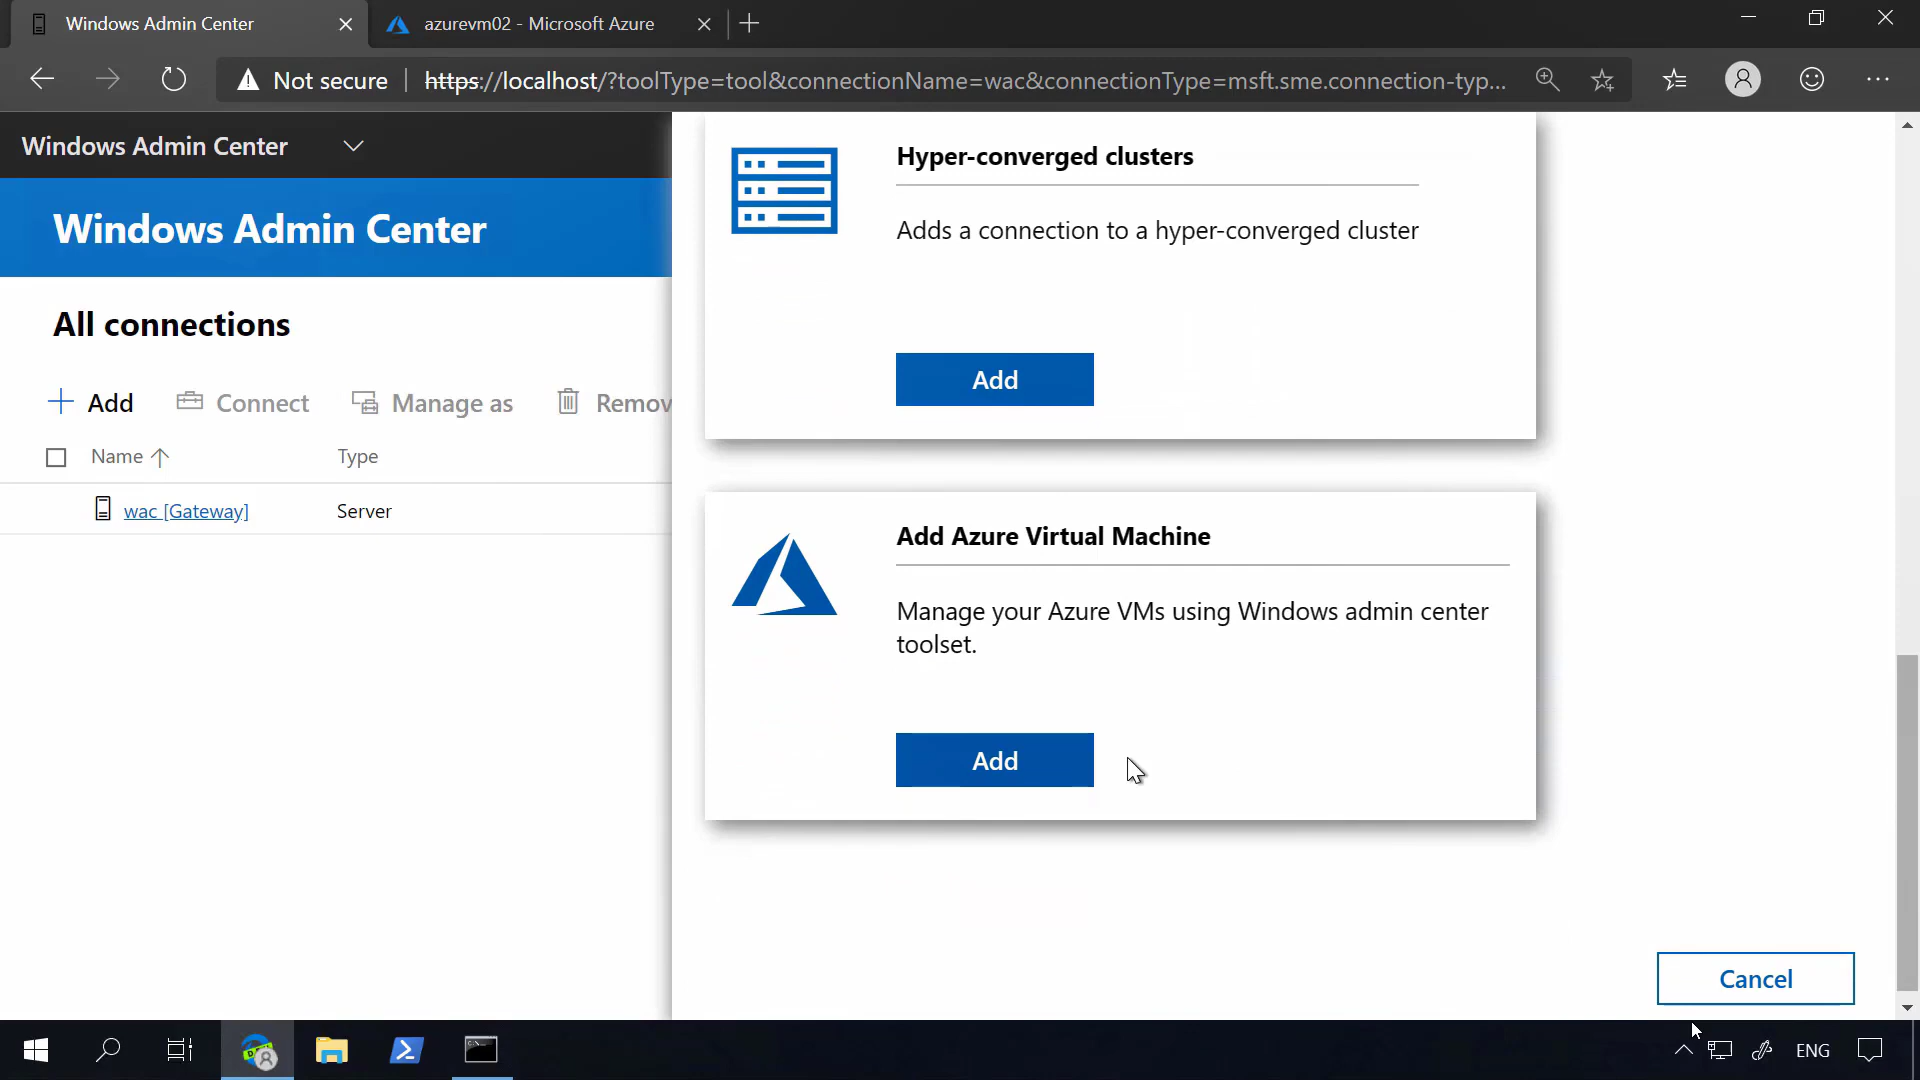 Windows Admin Center
azurevm02 - Microsoft Azure
Not secure
https://localhost/?toolType=tool&connectionName=wac&connectionType=msft.sme.connection-typ...
Windows Admin Center
Windows Admin Center
All connections
Add
Connect
Manage as
Remov
Name
Type
wac [Gateway]
Server
Hyper-converged clusters
Adds a connection to a hyper-converged cluster
Add
Add Azure Virtual Machine
Manage your Azure VMs using Windows admin center
toolset.
Add
Cancel
ENG